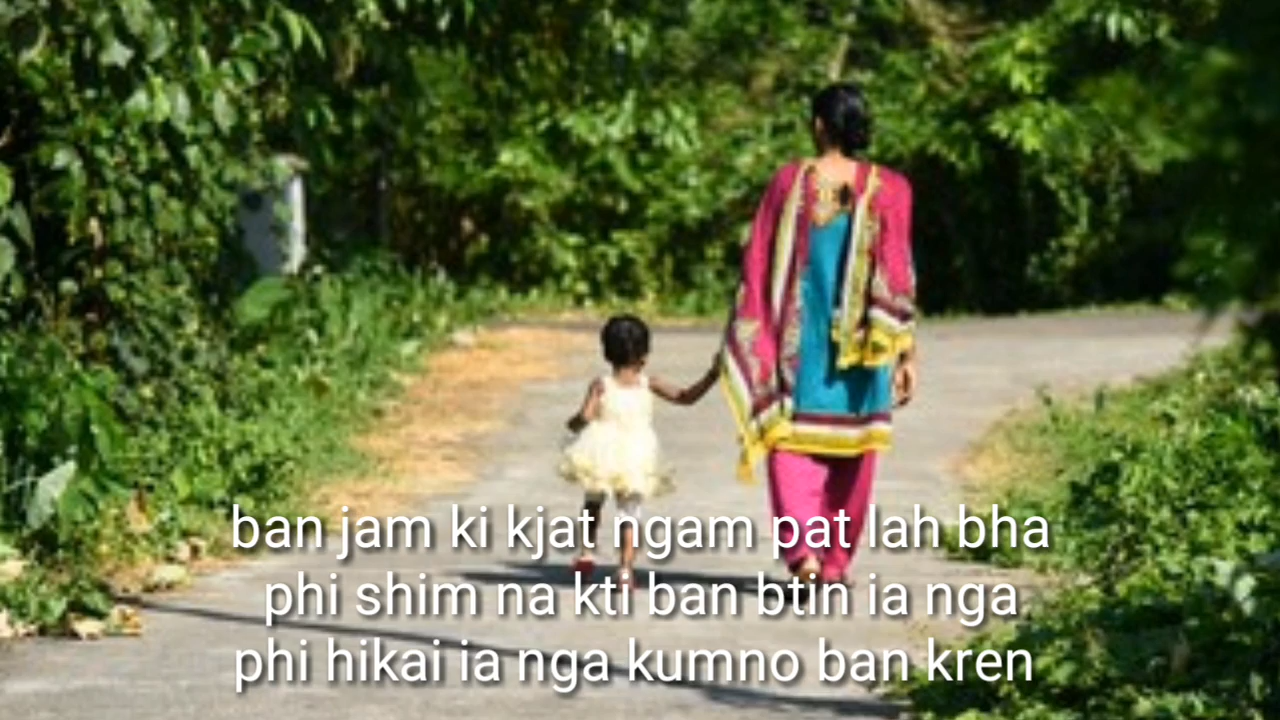 ban jam ki kjat ngam pat lah bha
phi shim na kti ban btin ia nga
phi hikai ia nga kumno ban kren